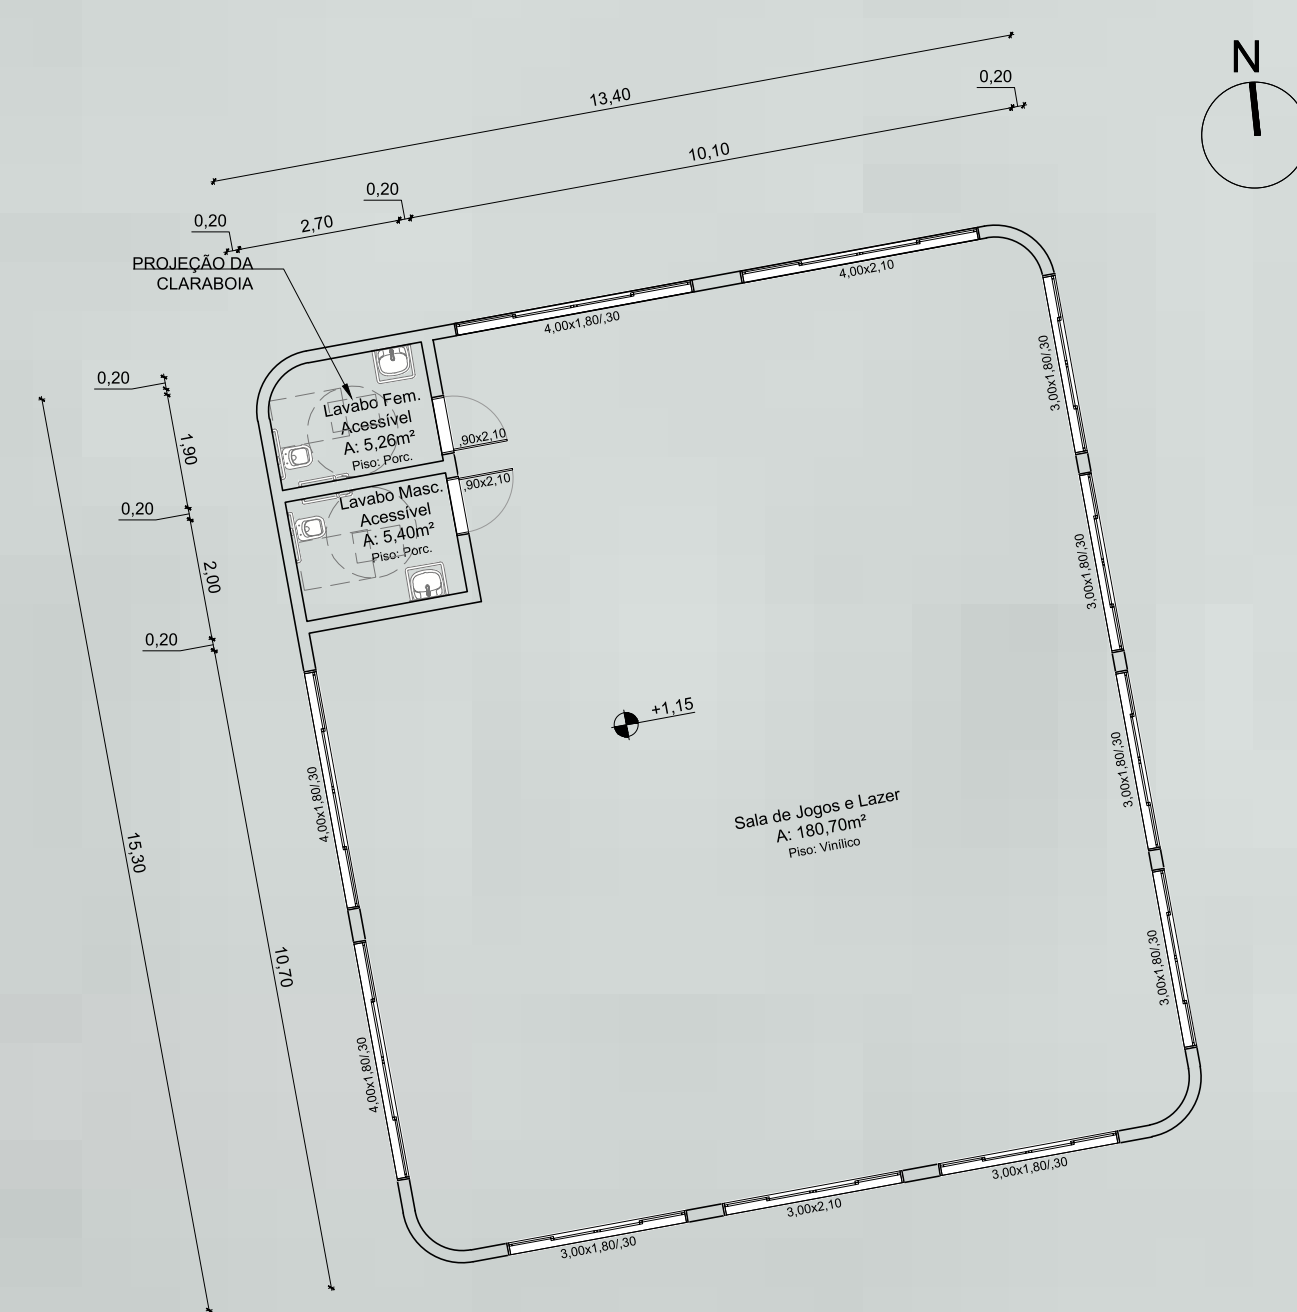 N
13,40
0,20
10,10
0,20
2,70
0,20
PROJEÇÃO DA
CLARABOIA
4,00x2,10
4,00x1,80/,30
3,00x1,80/,30
0,20
1,90
Lavabo Fem.
Acessível
A: 5,26m²
Piso: Porc.
,90x2,10
,90x2,10
Lavabo Masc.
Acessível
A: 5,40m²
Piso: Porc.
0,20
2,00
3,00x1,80/,30
0,20
+1,15
3,00x1,80/,30
4,00x1,80/,30
Sala de Jogos e Lazer
A: 180,70m²
Piso: Vinílico
15,30
10,70
3,00x1,80/,30
4,00x1,80/,30
3,00x1,80/,30
3,00x2,10
3,00x1,80/,30